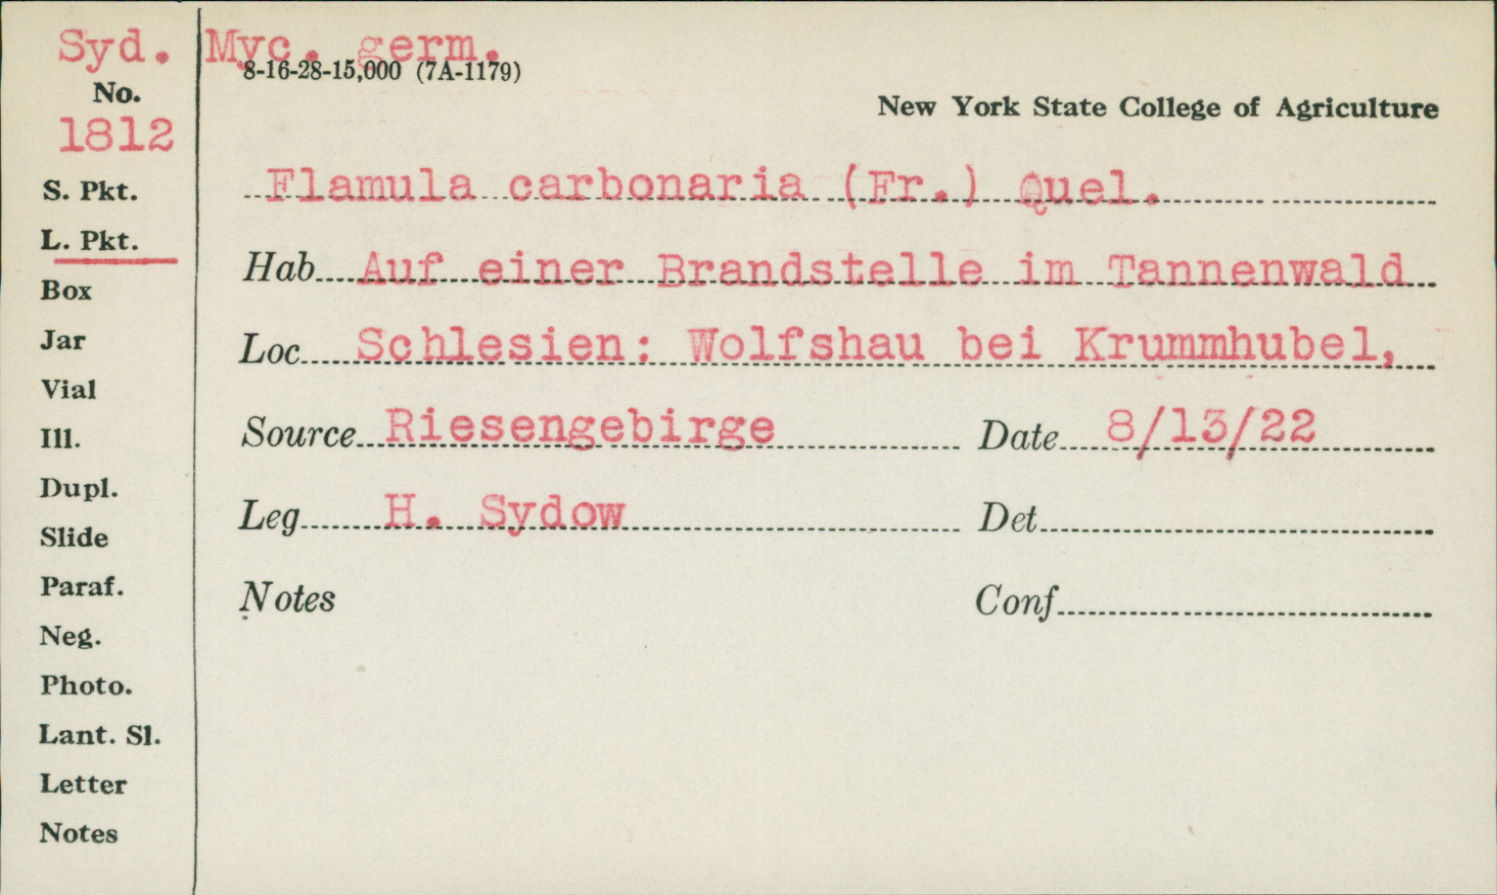 Syd. Myc. germ.
8-16-28-15,000 (7A-1179)
No.
1812
New York State College of Agriculture
S. Pkt.
Flamula carbonaria (Fr.) Quel.
L. Pkt.
Hab Auf einer Brandstelle im Tannenwald
Box
Jar
Loc Schlesien: Wolfshau bei Krummhubel,
Vial
Ill.
Source Riesengebirge Date 8/13/22
Dupl.
Leg H. Sydow Det
Slide
Paraf.
Notes Conf
Neg.
Photo.
Lant. Sl.
Letter
Notes